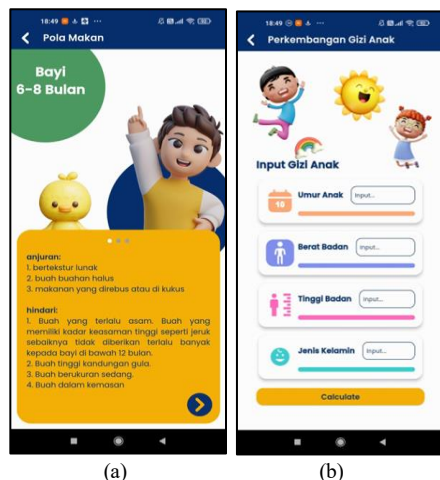 18:49
Pola Makan
Bayi
6-8 Bulan
anjuran:
1. bertekstur lunak
2. buah buahan halus
3. makanan yang direbus atau di kukus
hindari:
1. Buah yang terlalu asam. Buah yang
memiliki kadar keasaman tinggi seperti jeruk
sebaiknya tidak diberikan terlalu banyak
kepada bayi di bawah 12 bulan.
2. Buah tinggi kandungan gula.
3. Buah berukuran sedang.
4. Buah dalam kemasan
(a)
18:49
Perkembangan Gizi Anak
Input Gizi Anak
Umur Anak
Input...
Berat Badan
Input...
Tinggi Badan
Input...
Jenis Kelamin
Input...
Calculate
(b)